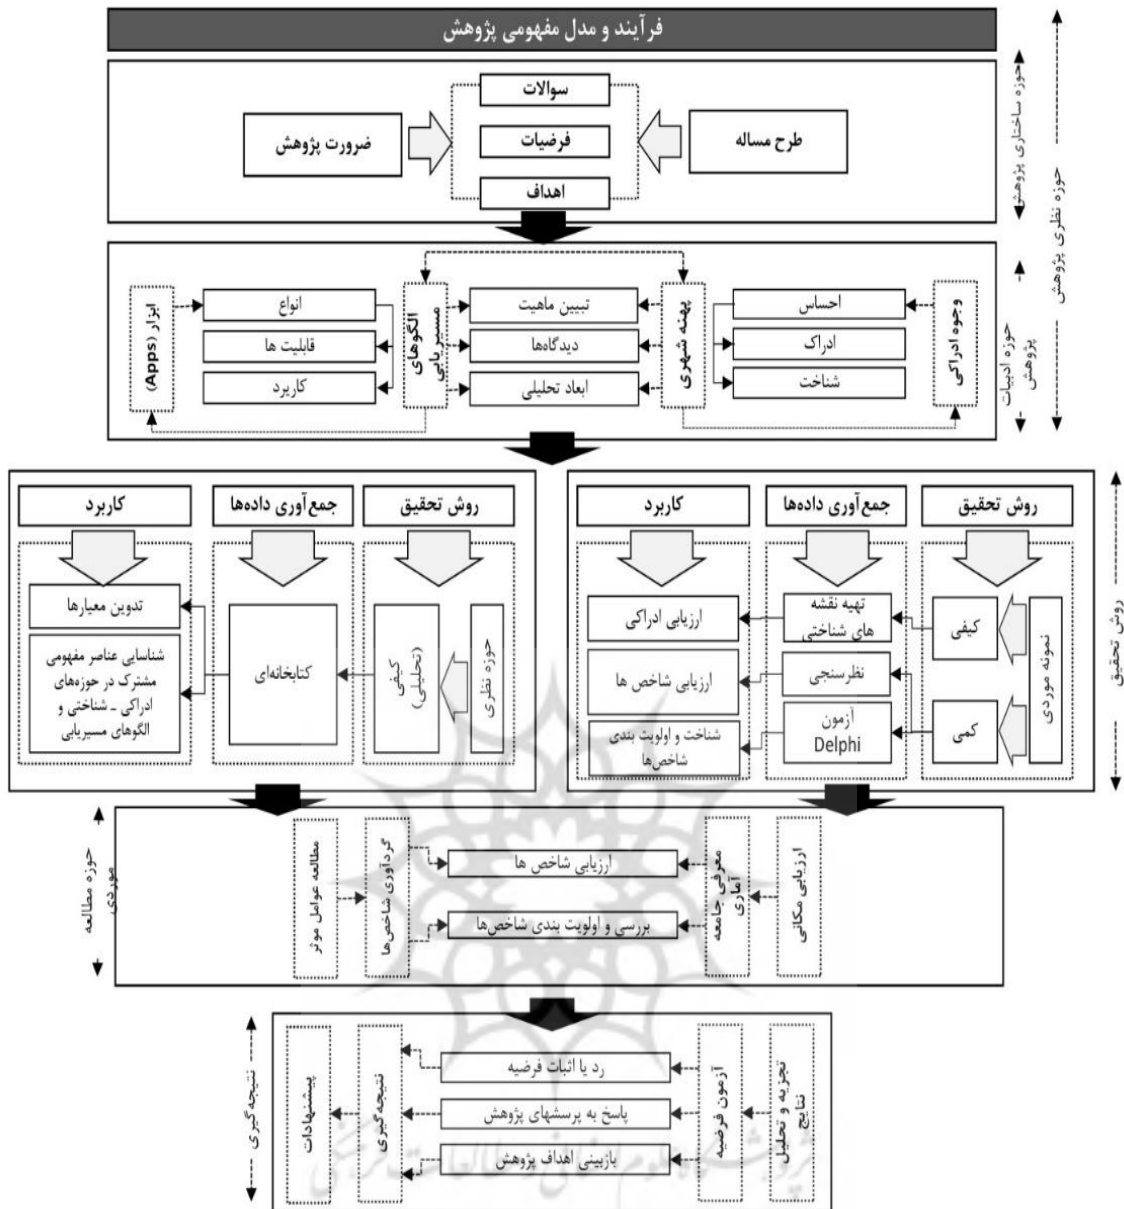 فرآیند و مدل مفهومی پژوهش
حوزه نظری پژوهش
حوزه ساختاری پژوهش
طرح مساله
سوالات
فرضیات
اهداف
ضرورت پژوهش
حوزه ادبیات
پژوهش
وجوه ادراکی
احساس
ادراک
شناخت
پهنه شهری
تبیین ماهیت
دیدگاه‌ها
ابعاد تحلیلی
الگوهای
مسیریابی
انواع
قابلیت ها
کاربرد
ابزار (Apps)
روش تحقیق
روش تحقیق
جمع‌آوری داده‌ها
کاربرد
نمونه موردی
کیفی
کمی
تهیه نقشه
های شناختی
نظرسنجی
آزمون
Delphi
ارزیابی ادراکی
ارزیابی شاخص ها
شناخت و اولویت بندی
شاخص‌ها
روش تحقیق
جمع‌آوری داده‌ها
کاربرد
حوزه نظری
کیفی
(تحلیلی)
کتابخانه‌ای
تدوین معیارها
شناسایی عناصر مفهومی
مشترک در حوزه‌های
ادراکی ـ شناختی و
الگوهای مسیریابی
حوزه مطالعه
موردی
ارزیابی مکانی
معرفی جامعه
آماری
ارزیابی شاخص ها
بررسی و اولویت بندی شاخص‌ها
گردآوری شاخص‌ها
مطالعه عوامل موثر
نتیجه‌گیری
تجزیه و تحلیل
نتایج
آزمون فرضیه
رد یا اثبات فرضیه
پاسخ به پرسشهای پژوهش
بازبینی اهداف پژوهش
نتیجه‌گیری
پیشنهادات
پژوهشگاه علوم انسانی و مطالعات فرهنگی